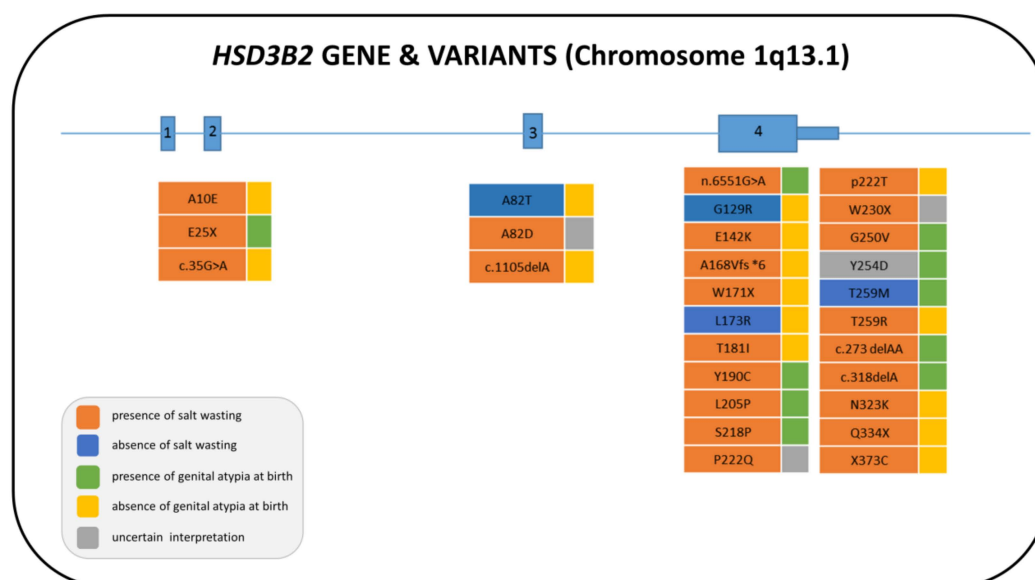 HSD3B2 GENE & VARIANTS (Chromosome 1q13.1)
1
2
3
4
A10E
E25X
c.35G>A
A82T
A82D
c.1105delA
n.6551G>A
G129R
E142K
A168Vfs *6
W171X
L173R
T181I
Y190C
L205P
S218P
P222Q
p222T
W230X
G250V
Y254D
T259M
T259R
c.273 delAA
c.318delA
N323K
Q334X
X373C
presence of salt wasting
absence of salt wasting
presence of genital atypia at birth
absence of genital atypia at birth
uncertain interpretation